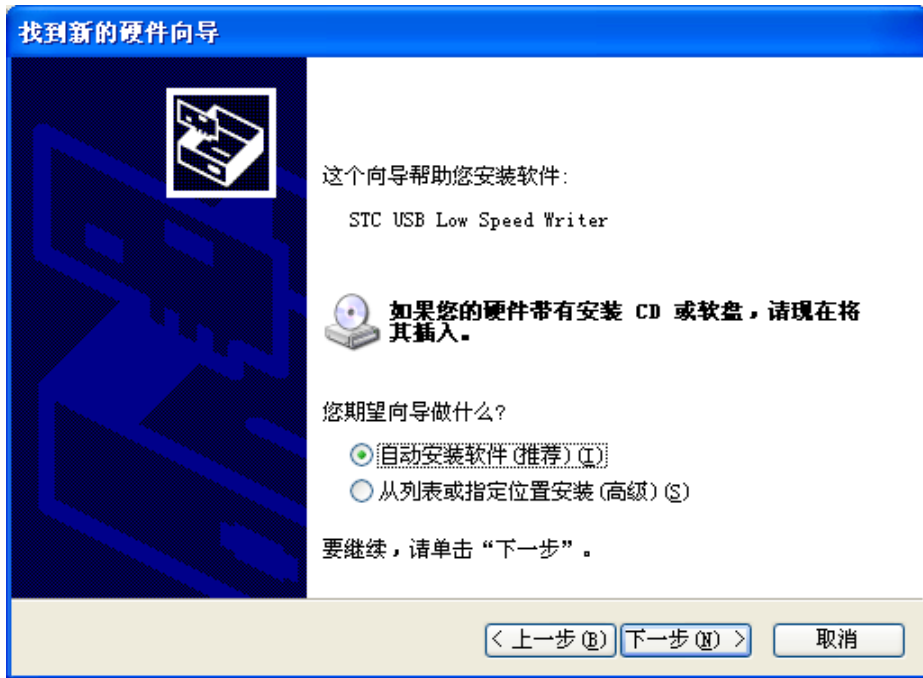 找到新的硬件向导
这个向导帮助您安装软件:
STC USB Low Speed Writer
如果您的硬件带有安装 CD 或软盘，请现在将
其插入。
您期望向导做什么?
自动安装软件(推荐)(I)
从列表或指定位置安装(高级)(S)
要继续，请单击“下一步”。
< 上一步(B) 下一步(N) > 取消